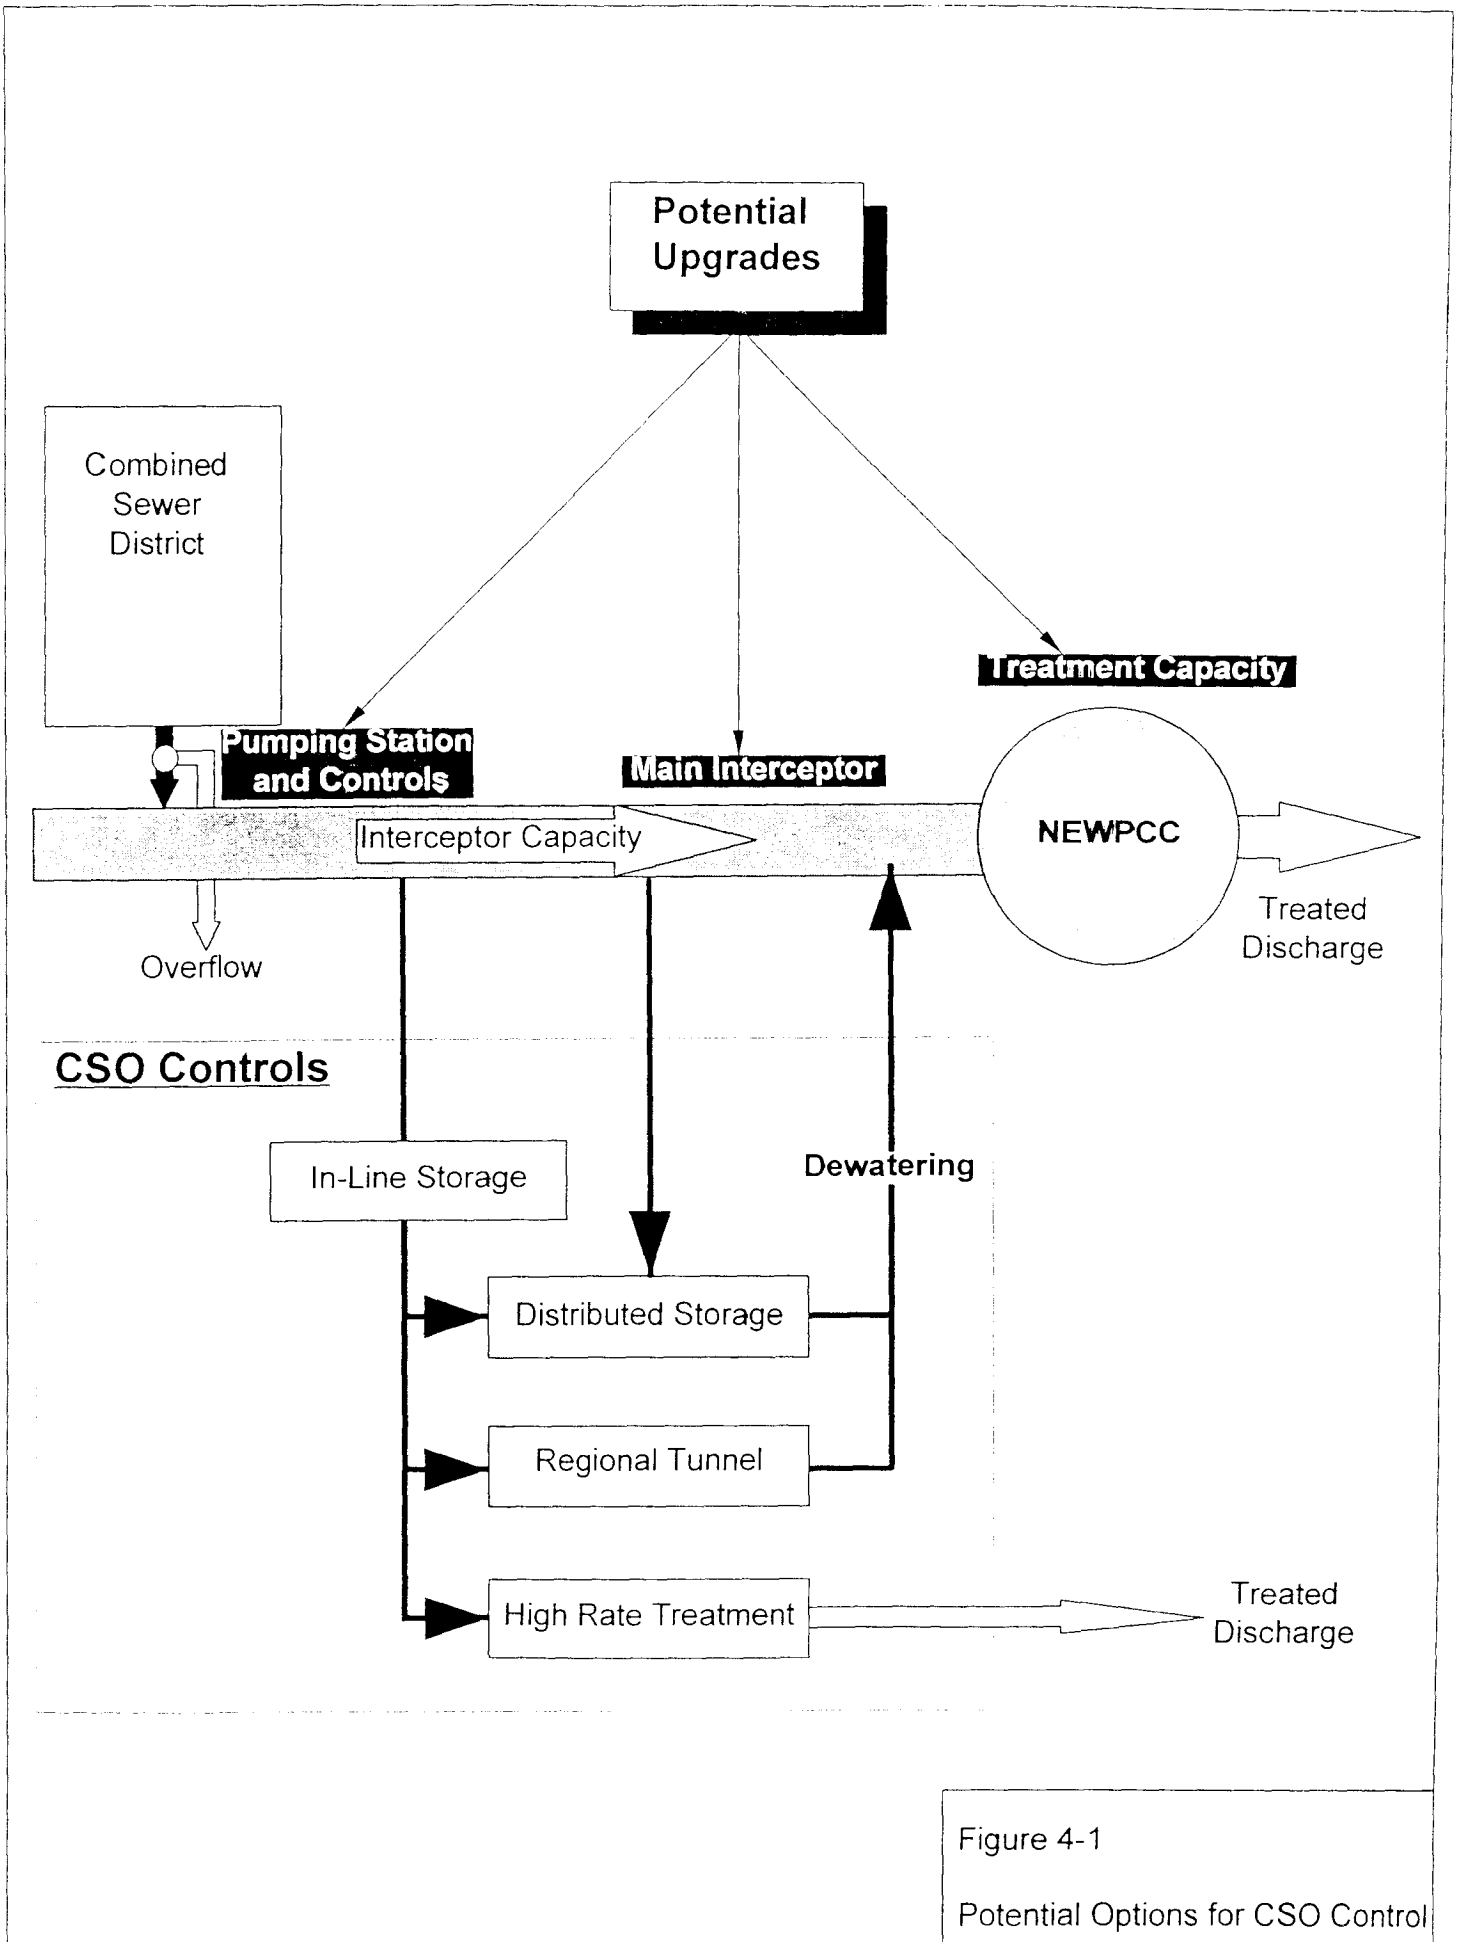 Potential
Upgrades
Combined
Sewer
District
Treatment Capacity
Pumping Station
and Controls
Main Interceptor
Interceptor Capacity
NEWPCC
Treated
Discharge
Overflow
CSO Controls
In-Line Storage
Dewatering
Distributed Storage
Regional Tunnel
High Rate Treatment
Treated
Discharge
Figure 4-1
Potential Options for CSO Control